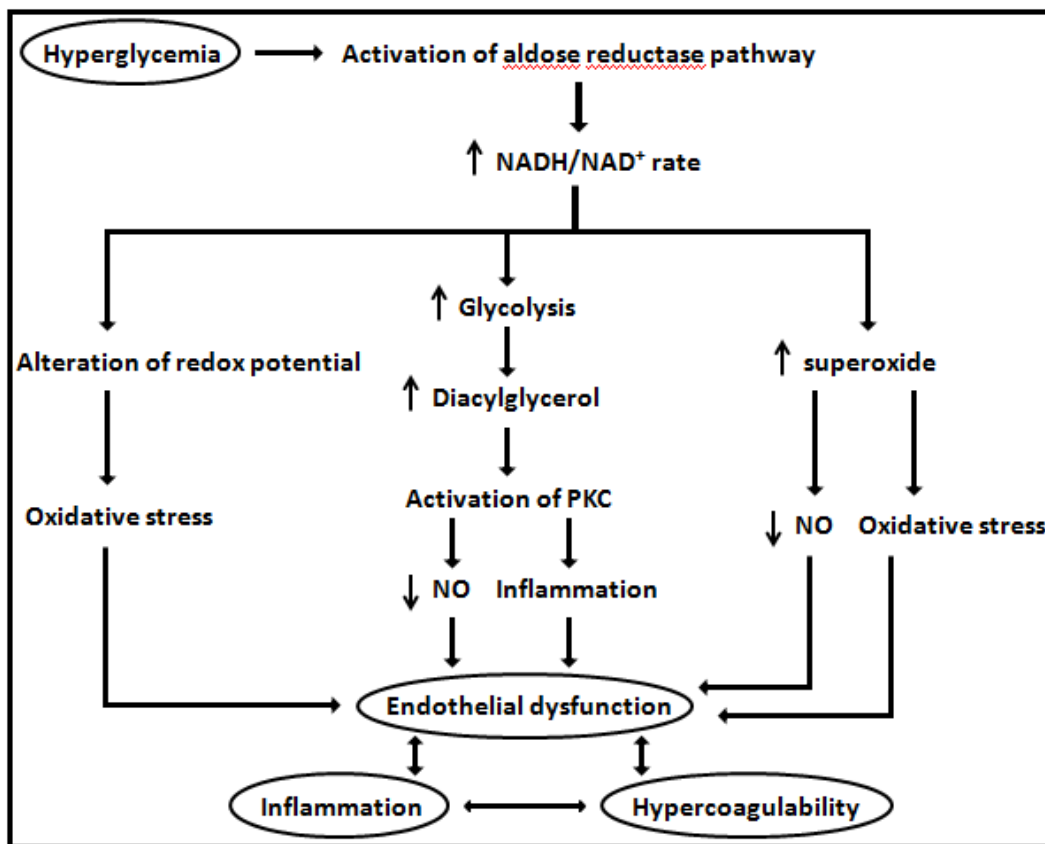 Hyperglycemia
Activation of aldose reductase pathway
↑ NADH/NAD⁺ rate
↑ Glycolysis
Alteration of redox potential
↑ superoxide
↑ Diacylglycerol
Activation of PKC
Oxidative stress
↓ NO
Oxidative stress
↓ NO
Inflammation
Endothelial dysfunction
Inflammation
Hypercoagulability